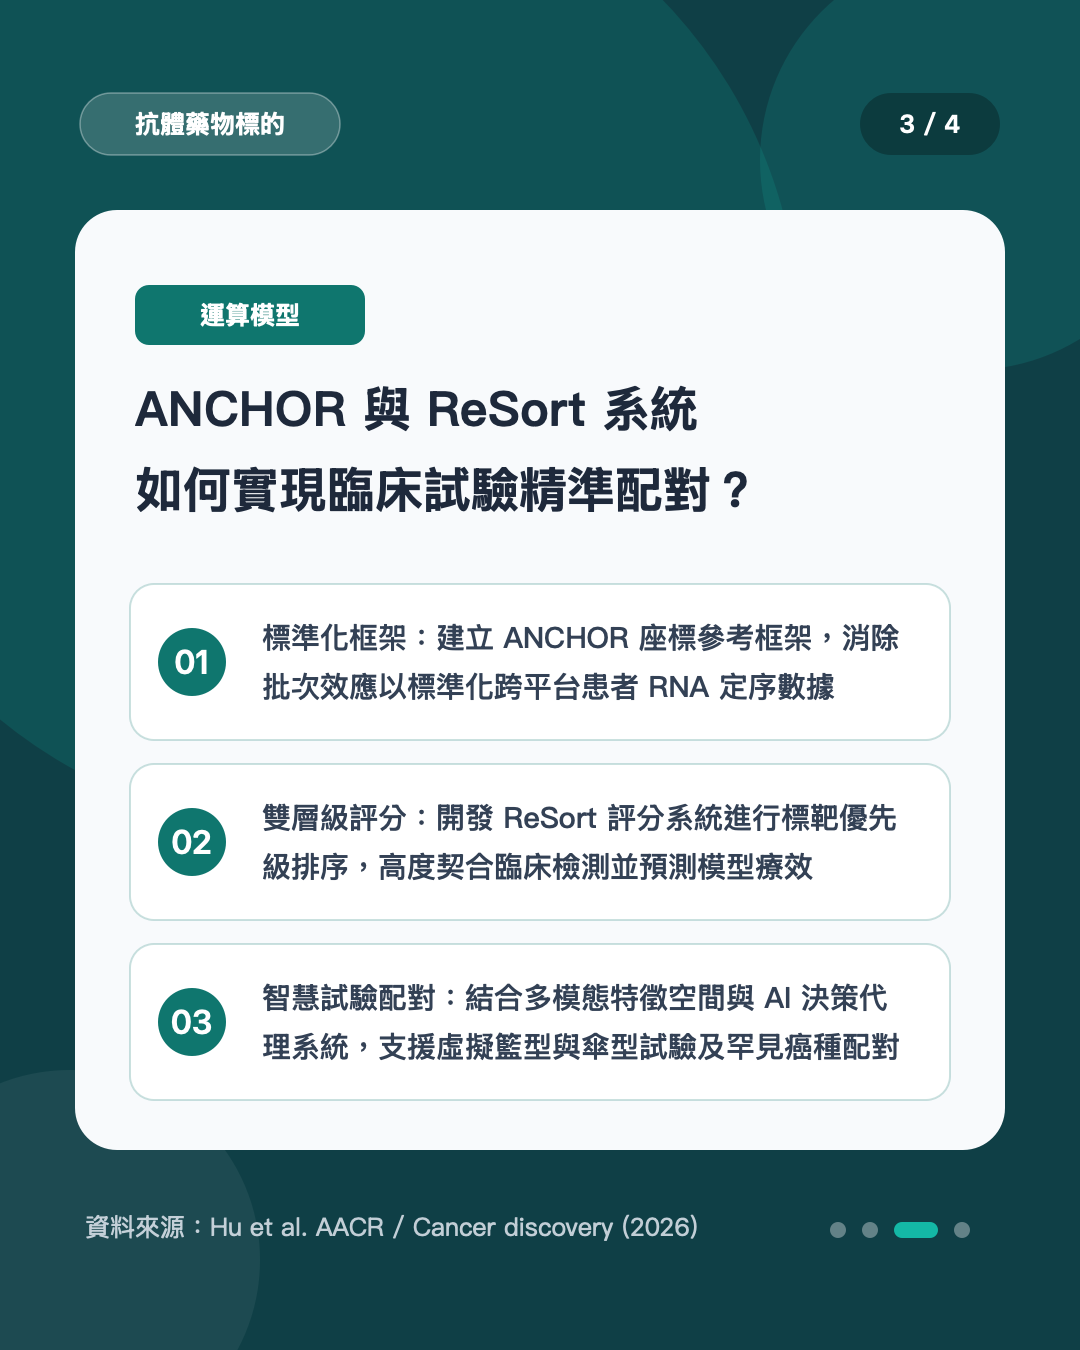 抗體藥物標的
3 / 4
運算模型
ANCHOR 與 ReSort 系統
如何實現臨床試驗精準配對？
01
標準化框架：建立 ANCHOR 座標參考框架，消除
批次效應以標準化跨平台患者 RNA 定序數據
02
雙層級評分：開發 ReSort 評分系統進行標靶優先
級排序，高度契合臨床檢測並預測模型療效
03
智慧試驗配對：結合多模態特徵空間與 AI 決策代
理系統，支援虛擬籃型與傘型試驗及罕見癌種配對
資料來源：Hu et al. AACR / Cancer discovery (2026)